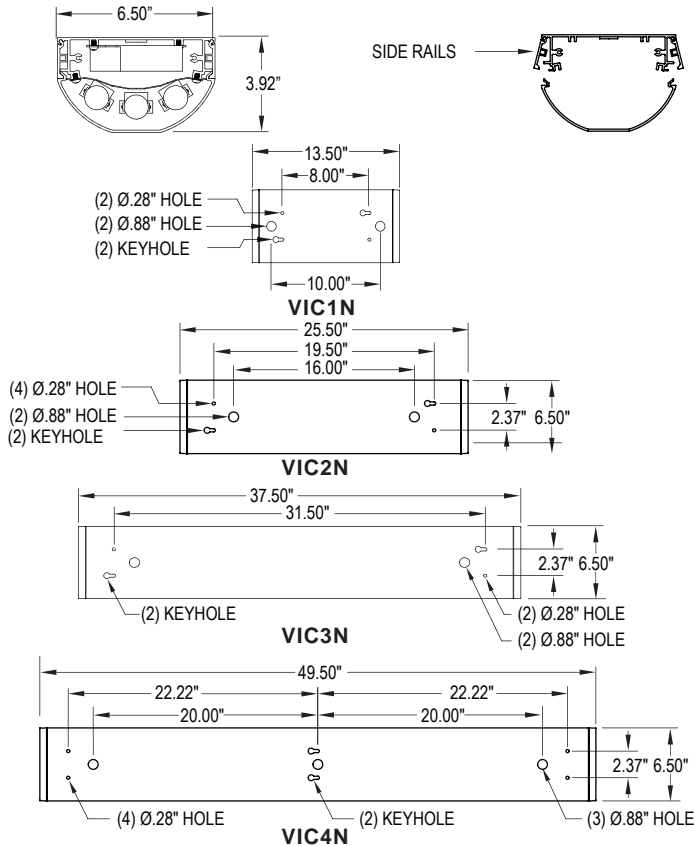 6.50”
3.92”
SIDE RAILS
13.50"
8.00"
(2) Ø.28" HOLE
(2) Ø.88" HOLE
(2) KEYHOLE
10.00"
VIC1N
25.50"
19.50"
16.00"
(4) Ø.28" HOLE
(2) Ø.88" HOLE
(2) KEYHOLE
2.37" 6.50"
VIC2N
37.50"
31.50"
2.37" 6.50"
(2) KEYHOLE
(2) Ø.28" HOLE
(2) Ø.88" HOLE
VIC3N
49.50"
22.22" 22.22"
20.00" 20.00"
2.37" 6.50"
(4) Ø.28" HOLE (2) KEYHOLE (3) Ø.88" HOLE
VIC4N